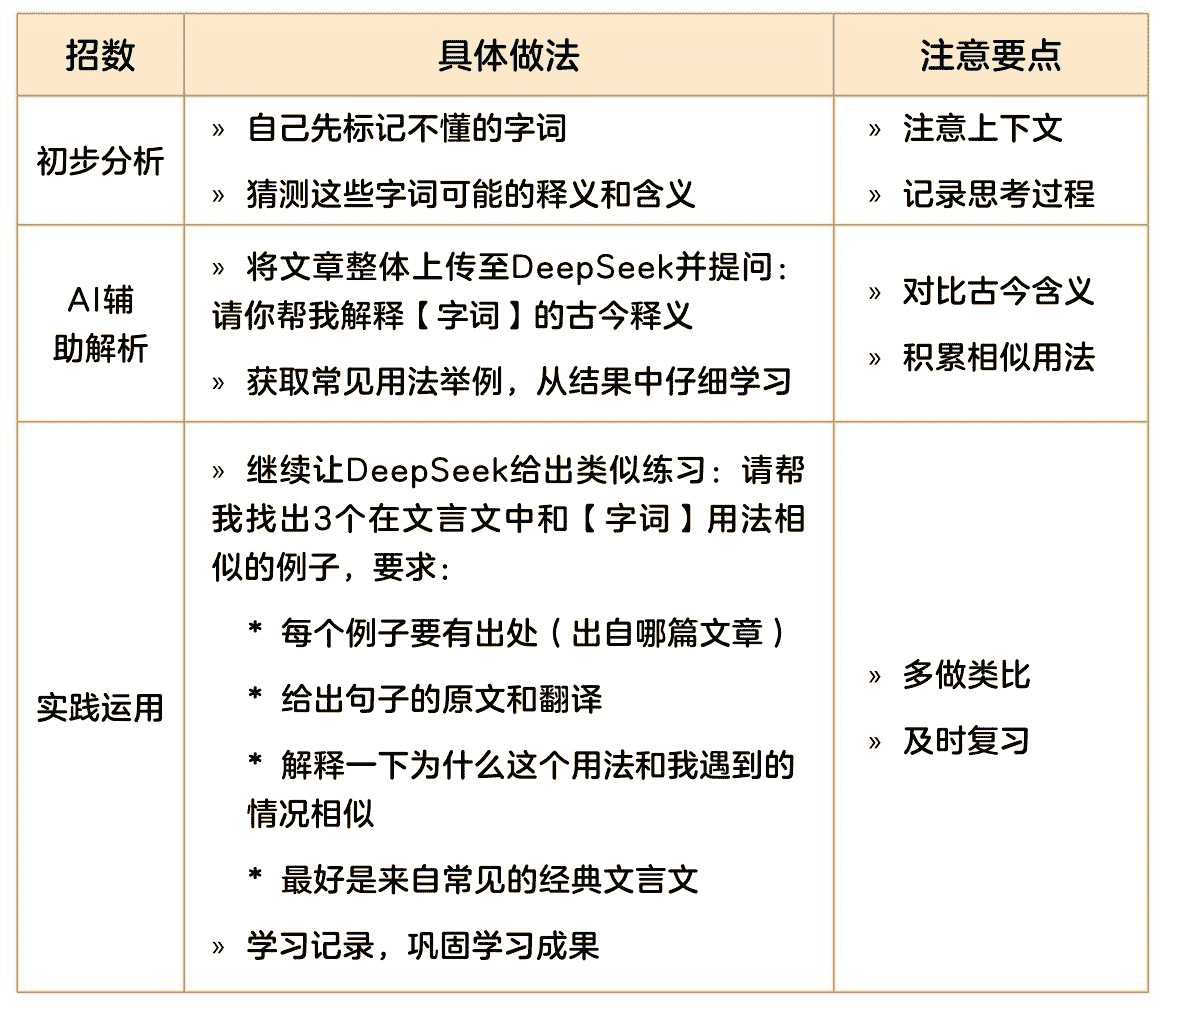 招数 具体做法 注意要点
初步分析
» 自己先标记不懂的字词
» 猜测这些字词可能的释义和含义
» 注意上下文
» 记录思考过程
AI辅
助解析
» 将文章整体上传至DeepSeek并提问：
请你帮我解释【字词】的古今释义
» 获取常见用法举例，从结果中仔细学习
» 对比古今含义
» 积累相似用法
实践运用
» 继续让DeepSeek给出类似练习：请帮
我找出3个在文言文中和【字词】用法相
似的例子，要求：
* 每个例子要有出处（出自哪篇文章）
* 给出句子的原文和翻译
* 解释一下为什么这个用法和我遇到的
情况相似
* 最好是来自常见的经典文言文
» 学习记录，巩固学习成果
» 多做类比
» 及时复习